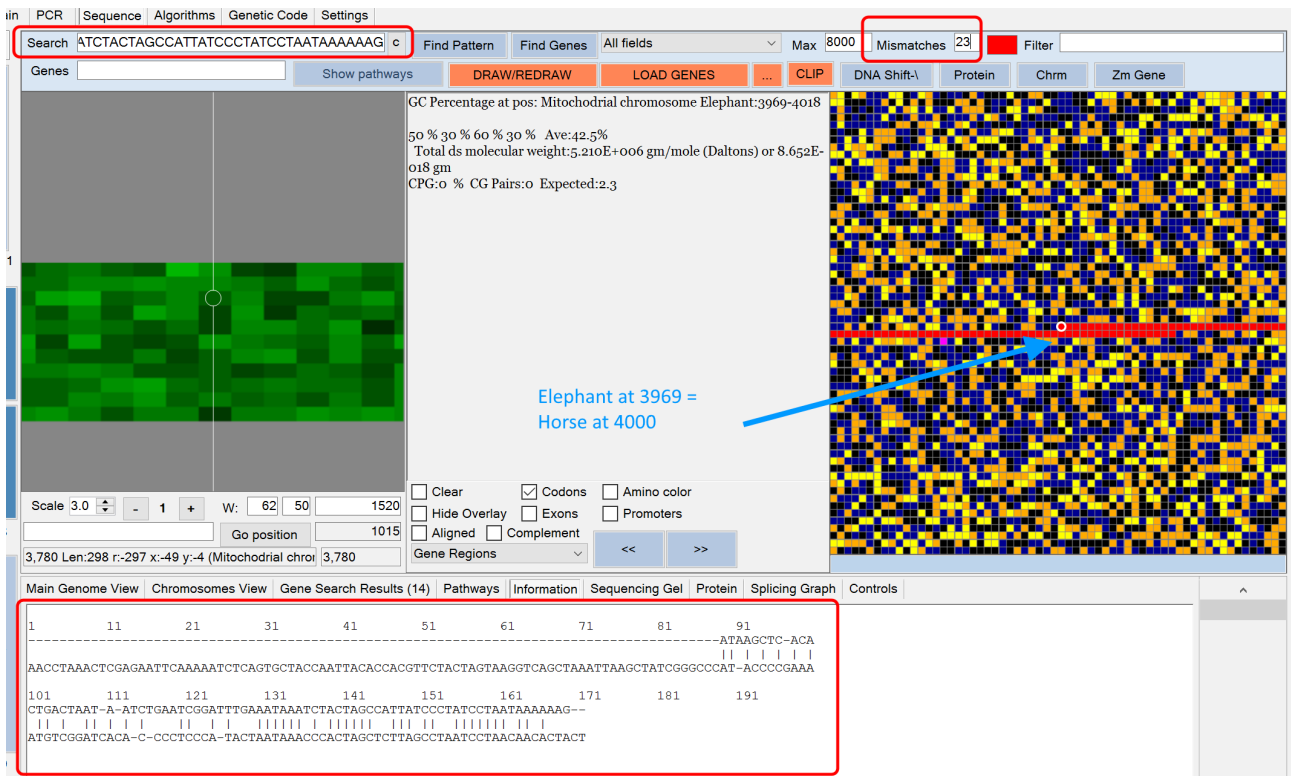 in PCR Sequence Algorithms Genetic Code Settings
Search ATCTACTAGCCATTATCCCTATCCTAATAAAAAAG c Find Pattern Find Genes All fields Max 8000 Mismatches 23 Filter
Genes Show pathways DRAW/REDRAW LOAD GENES ... CLIP DNA Shift-\ Protein Chrm Zm Gene
GC Percentage at pos: Mitochodrial chromosome Elephant:3969-4018
50 % 30 % 60 % 30 % Ave:42.5%
Total ds molecular weight:5.210E+006 gm/mole (Daltons) or 8.652E-
018 gm
CPG:0 % CG Pairs:0 Expected:2.3
1
Elephant at 3969 =
Horse at 4000
Clear Codons Amino color
Hide Overlay Exons Promoters
Aligned Complement
Gene Regions << >>
Scale 3.0 - 1 + W: 62 50 1520
Go position 1015
3,780 Len:298 r:-297 x:-49 y:-4 (Mitochodrial chro 3,780
Main Genome View Chromosomes View Gene Search Results (14) Pathways Information Sequencing Gel Protein Splicing Graph Controls
1 11 21 31 41 51 61 71 81 91
----------------------------------------------------------------------------------------ATAAGCTC-ACA
|| | | | | |
AACCTAAACTCGAGAATTCAAAAATCTCAGTGCTACCAATTACACCACGTTCTACTAGTAAGGTCAGCTAAATTAAGCTATCGGGCCCAT-ACCCCGAAA
101 111 121 131 141 151 161 171 181 191
CTGACTAAT-A-ATCTGAATCGGATTTGAAATAAATCTACTAGCCATTATCCCTATCCTAATAAAAAAG--
|| | || | | | || | | |||||| | |||||| ||| || ||||||| || |
ATGTCGGATCACA-C-CCCTCCCA-TACTAATAAACCCACTAGCTCTTAGCCTAATCCTAACAACACTACT